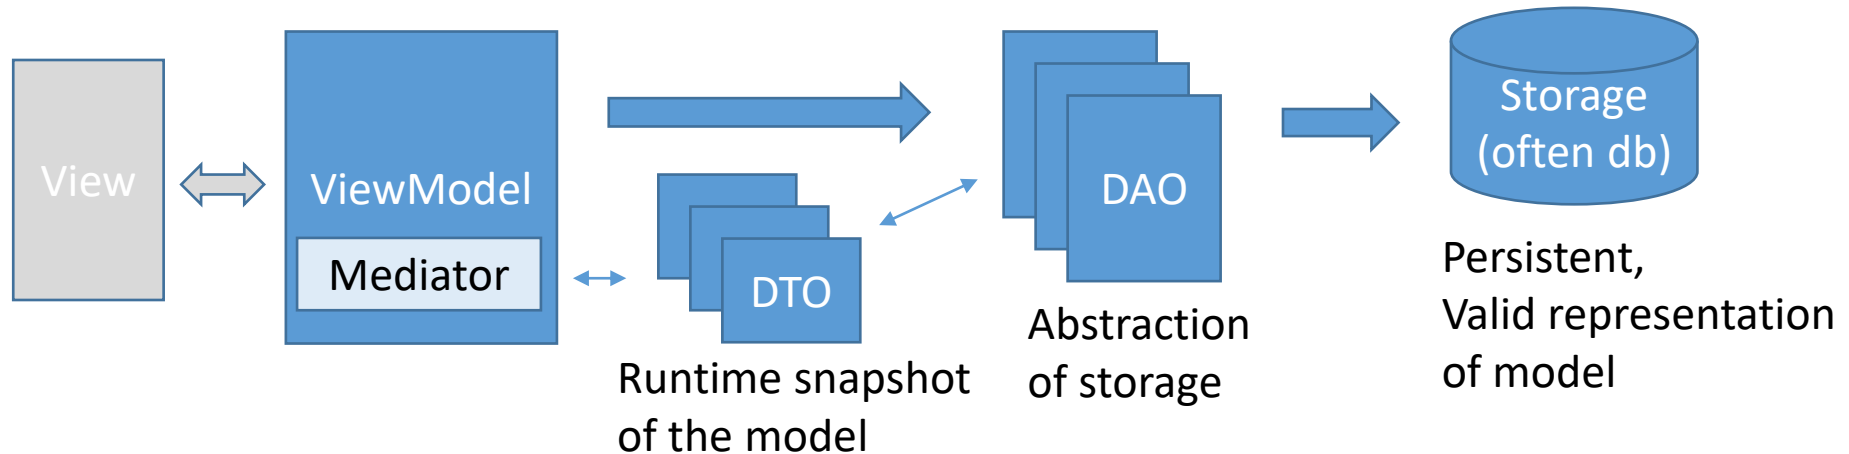 View
ViewModel
Mediator
DTO
Runtime snapshot
of the model
DAO
Abstraction
of storage
Storage
(often db)
Persistent,
Valid representation
of model